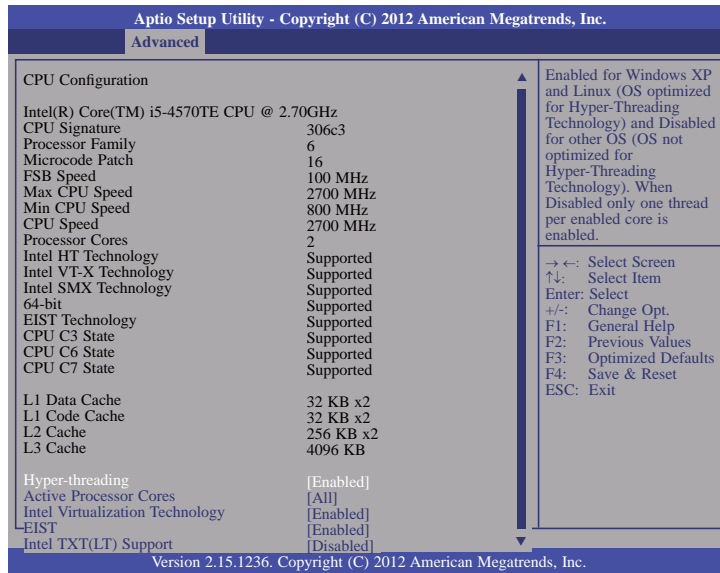 Aptio Setup Utility - Copyright (C) 2012 American Megatrends, Inc.
Advanced
CPU Configuration
Intel(R) Core(TM) i5-4570TE CPU @ 2.70GHz
CPU Signature 306c3
Processor Family 6
Microcode Patch 16
FSB Speed 100 MHz
Max CPU Speed 2700 MHz
Min CPU Speed 800 MHz
CPU Speed 2700 MHz
Processor Cores 2
Intel HT Technology Supported
Intel VT-X Technology Supported
Intel SMX Technology Supported
64-bit Supported
EIST Technology Supported
CPU C3 State Supported
CPU C6 State Supported
CPU C7 State Supported
L1 Data Cache 32 KB x2
L1 Code Cache 32 KB x2
L2 Cache 256 KB x2
L3 Cache 4096 KB
Hyper-threading [Enabled]
Active Processor Cores [All]
Intel Virtualization Technology [Enabled]
EIST [Enabled]
Intel TXT(LT) Support [Disabled]
Enabled for Windows XP
and Linux (OS optimized
for Hyper-Threading
Technology) and Disabled
for other OS (OS not
optimized for
Hyper-Threading
Technology). When
Disabled only one thread
per enabled core is
enabled.
→ ←: Select Screen
↑↓: Select Item
Enter: Select
+/-: Change Opt.
F1: General Help
F2: Previous Values
F3: Optimized Defaults
F4: Save & Reset
ESC: Exit
Version 2.15.1236. Copyright (C) 2012 American Megatrends, Inc.